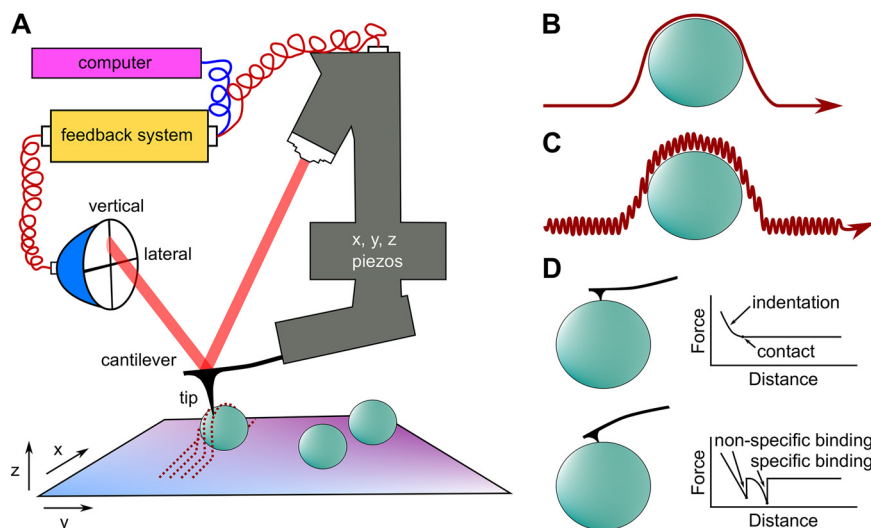 A
computer
feedback system
vertical
lateral
x, y, z
piezos
cantilever
tip
z
x
y
B
C
D
Force
indentation
contact
Distance
Force
non-specific binding
specific binding
Distance